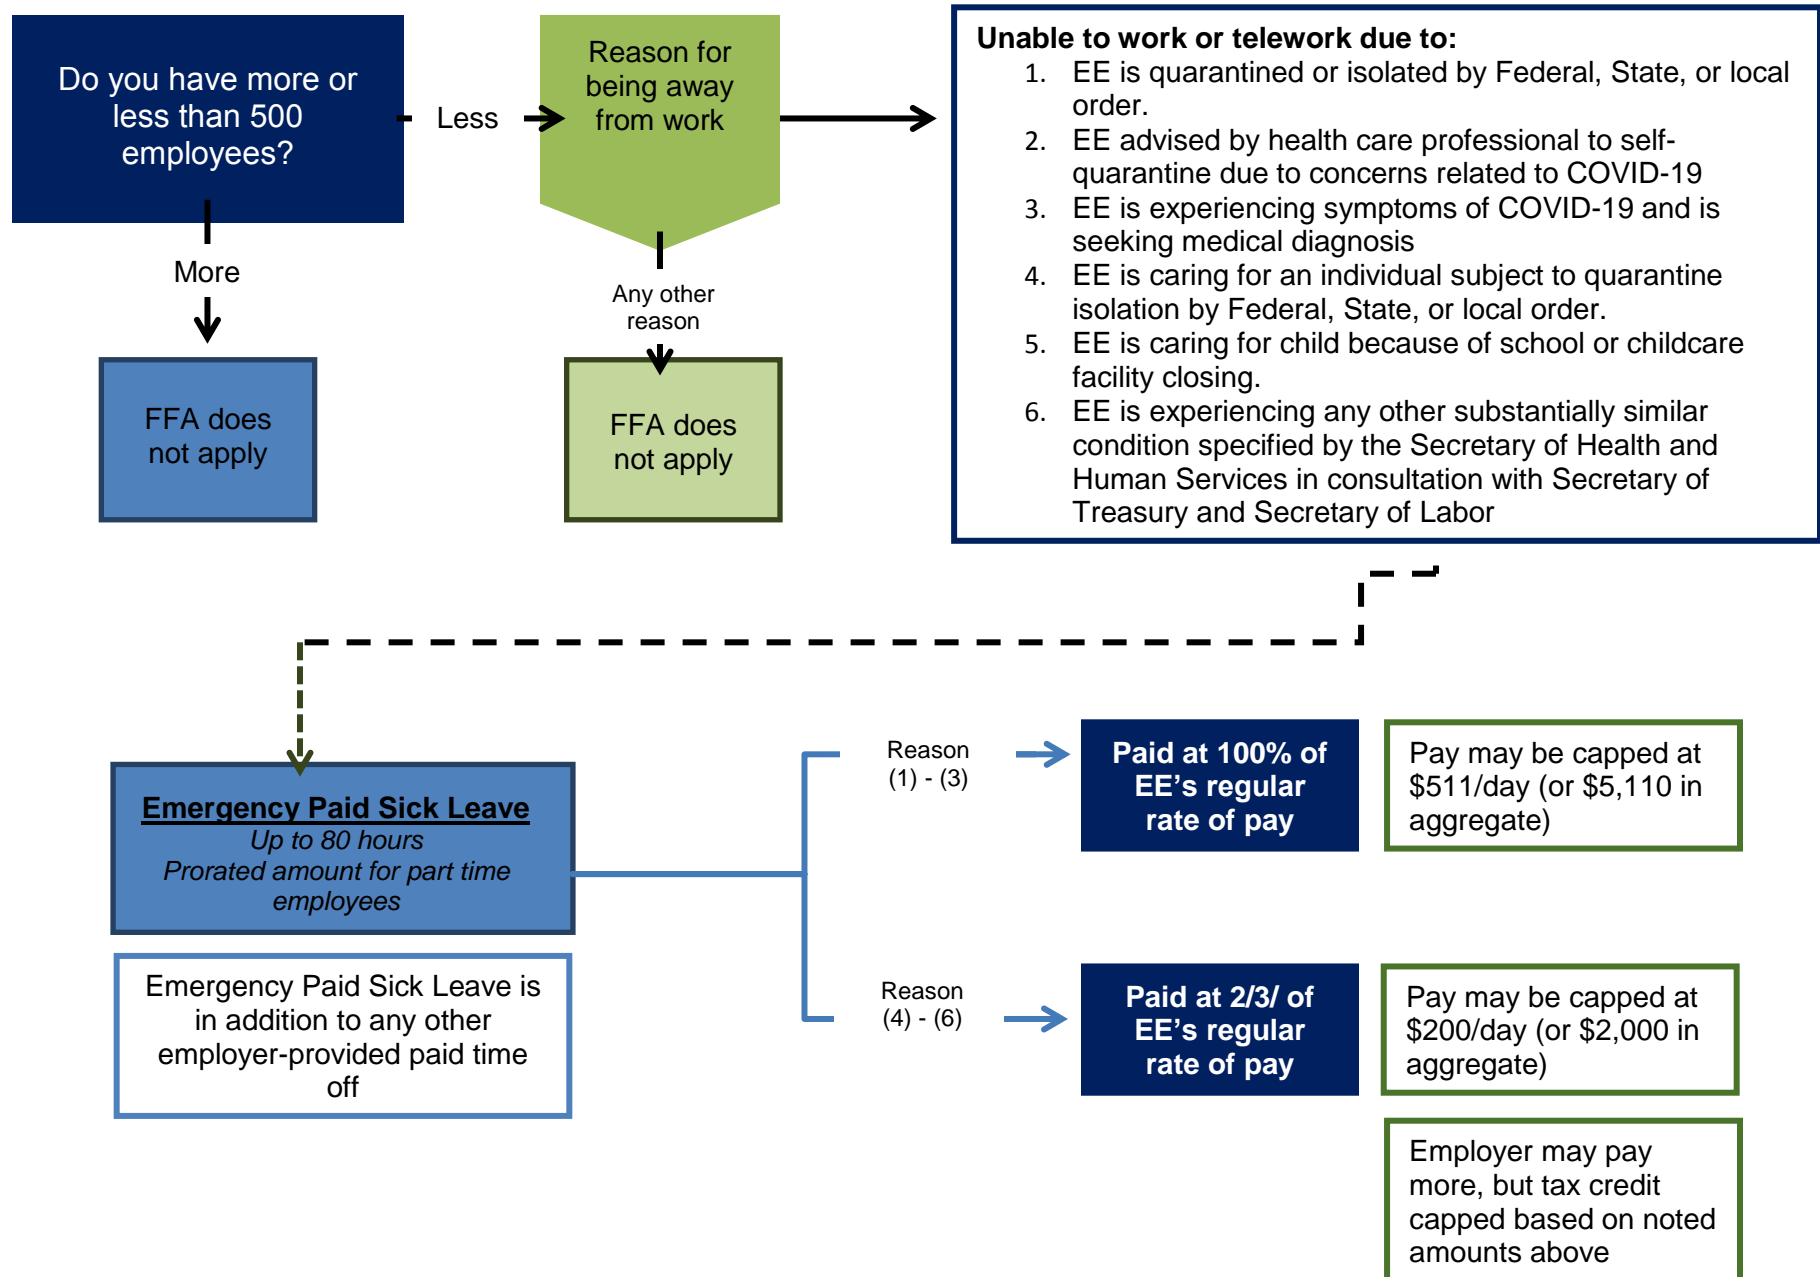 Do you have more or
less than 500
employees?
Less
Reason for
being away
from work
More
Any other
reason
FFA does
not apply
FFA does
not apply
Unable to work or telework due to:
1. EE is quarantined or isolated by Federal, State, or local
order.
2. EE advised by health care professional to self-
quarantine due to concerns related to COVID-19
3. EE is experiencing symptoms of COVID-19 and is
seeking medical diagnosis
4. EE is caring for an individual subject to quarantine
isolation by Federal, State, or local order.
5. EE is caring for child because of school or childcare
facility closing.
6. EE is experiencing any other substantially similar
condition specified by the Secretary of Health and
Human Services in consultation with Secretary of
Treasury and Secretary of Labor
Emergency Paid Sick Leave
Up to 80 hours
Prorated amount for part time
employees
Emergency Paid Sick Leave is
in addition to any other
employer-provided paid time
off
Reason
(1) - (3)
Paid at 100% of
EE’s regular
rate of pay
Pay may be capped at
$511/day (or $5,110 in
aggregate)
Reason
(4) - (6)
Paid at 2/3/ of
EE’s regular
rate of pay
Pay may be capped at
$200/day (or $2,000 in
aggregate)
Employer may pay
more, but tax credit
capped based on noted
amounts above